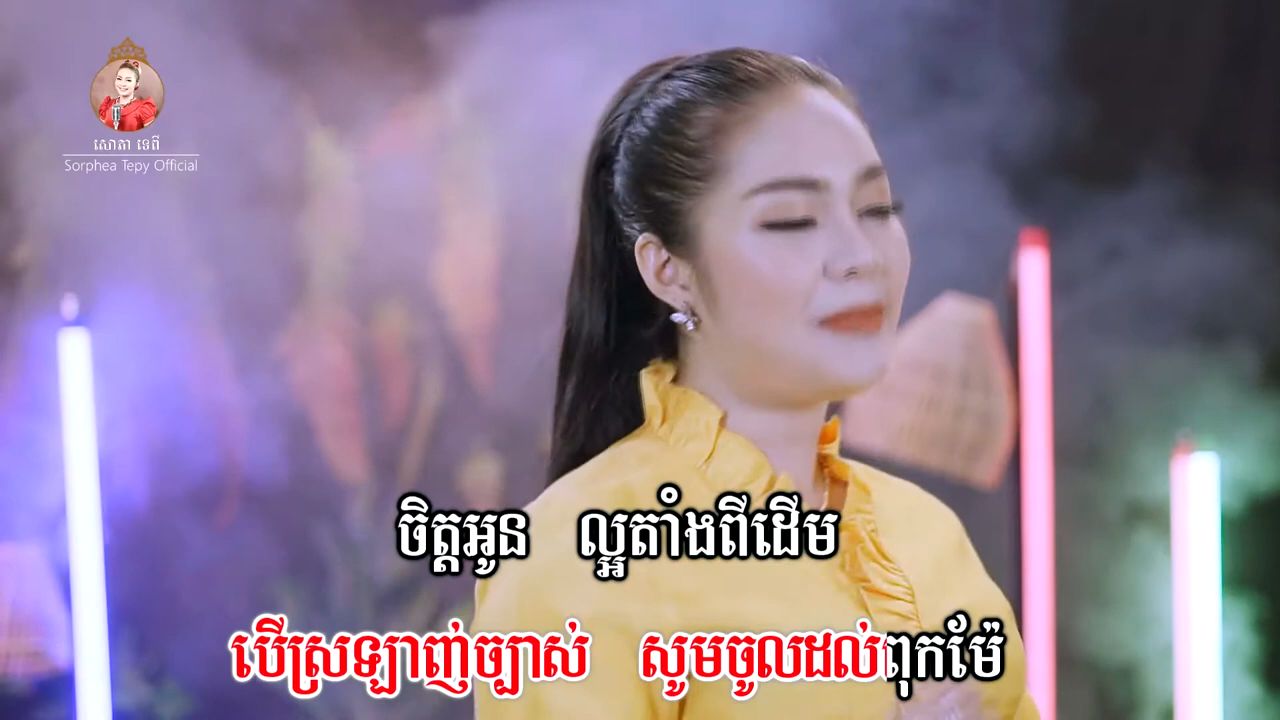 សោភា ទេពី
Sorphea Tepy Official
ចិត្តអូន ល្អតាំងពីដើម
បើស្រឡាញ់ច្បាស់ សូមចូលដល់ពុកម៉ែ